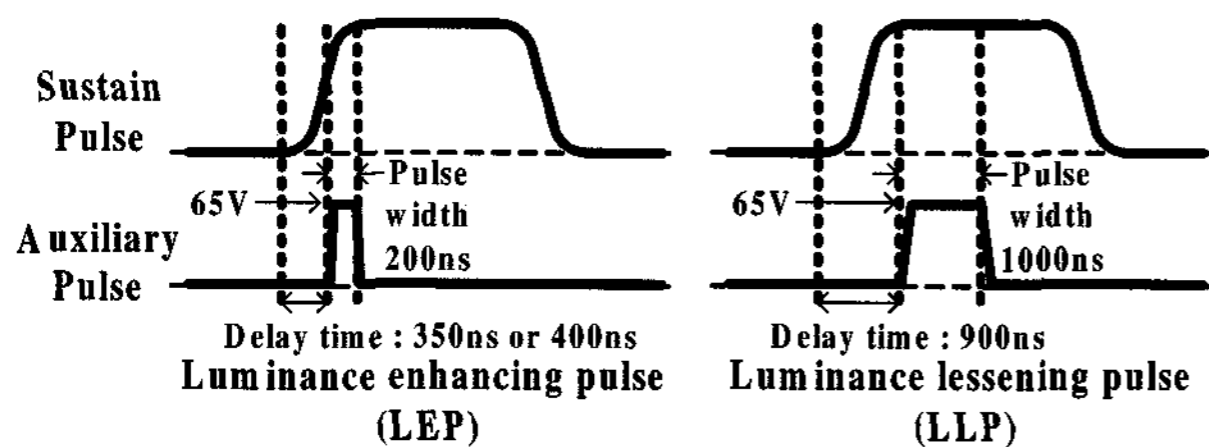 Sustain
Pulse
65V
Pulse
width
200ns
Auxiliary
Pulse
Delay time : 350ns or 400ns
Luminance enhancing pulse
(LEP)
65V
Pulse
width
1000ns
Delay time : 900ns
Luminance lessening pulse
(LLP)